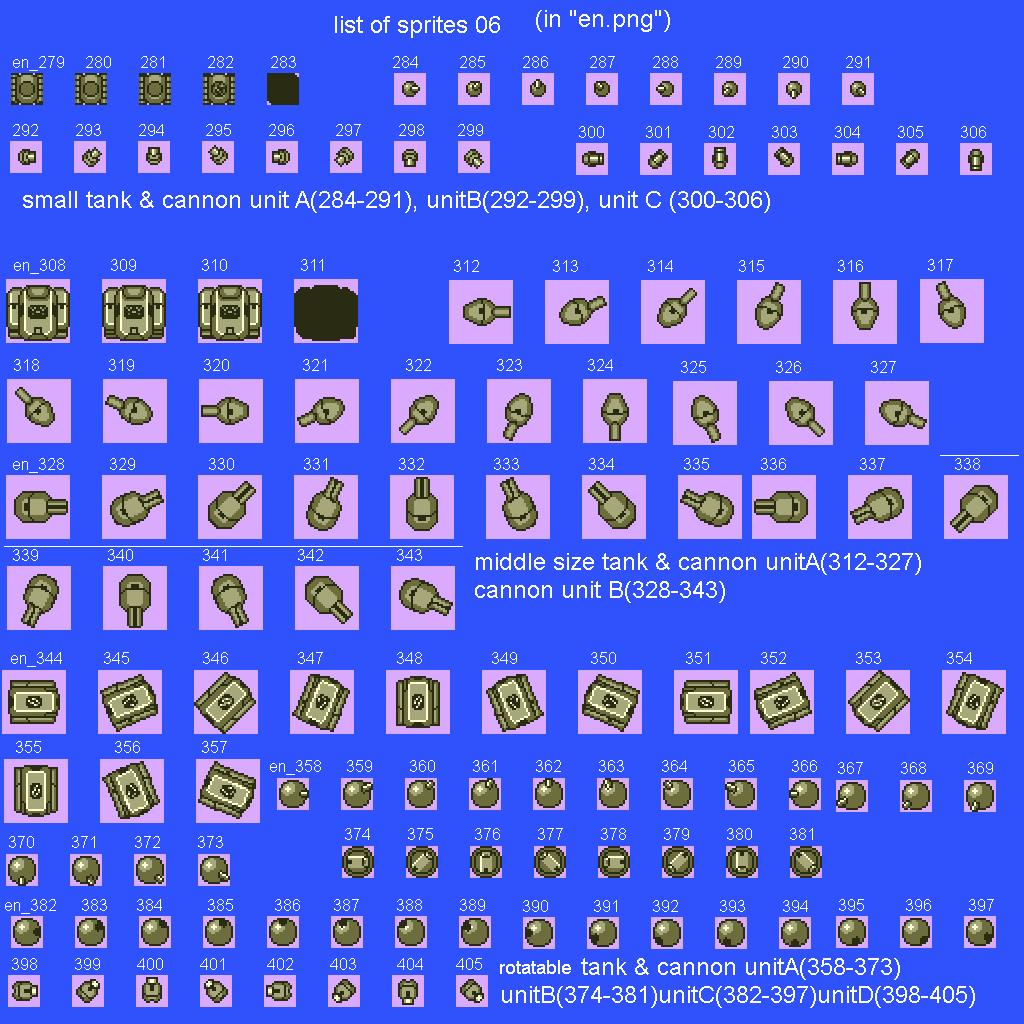 list of sprites 06 (in "en.png")
en_279 280 281 282 283 284 285 286 287 288 289 290 291
292 293 294 295 296 297 298 299 300 301 302 303 304 305 306
small tank & cannon unit A(284-291), unitB(292-299), unit C (300-306)
en_308 309 310 311 312 313 314 315 316 317
318 319 320 321 322 323 324 325 326 327
en_328 329 330 331 332 333 334 335 336 337 338
339 340 341 342 343
middle size tank & cannon unitA(312-327)
cannon unit B(328-343)
en_344 345 346 347 348 349 350 351 352 353 354
355 356 357 en_358 359 360 361 362 363 364 365 366 367 368 369
370 371 372 373 374 375 376 377 378 379 380 381
en_382 383 384 385 386 387 388 389 390 391 392 393 394 395 396 397
398 399 400 401 402 403 404 405
rotatable tank & cannon unitA(358-373)
unitB(374-381)unitC(382-397)unitD(398-405)